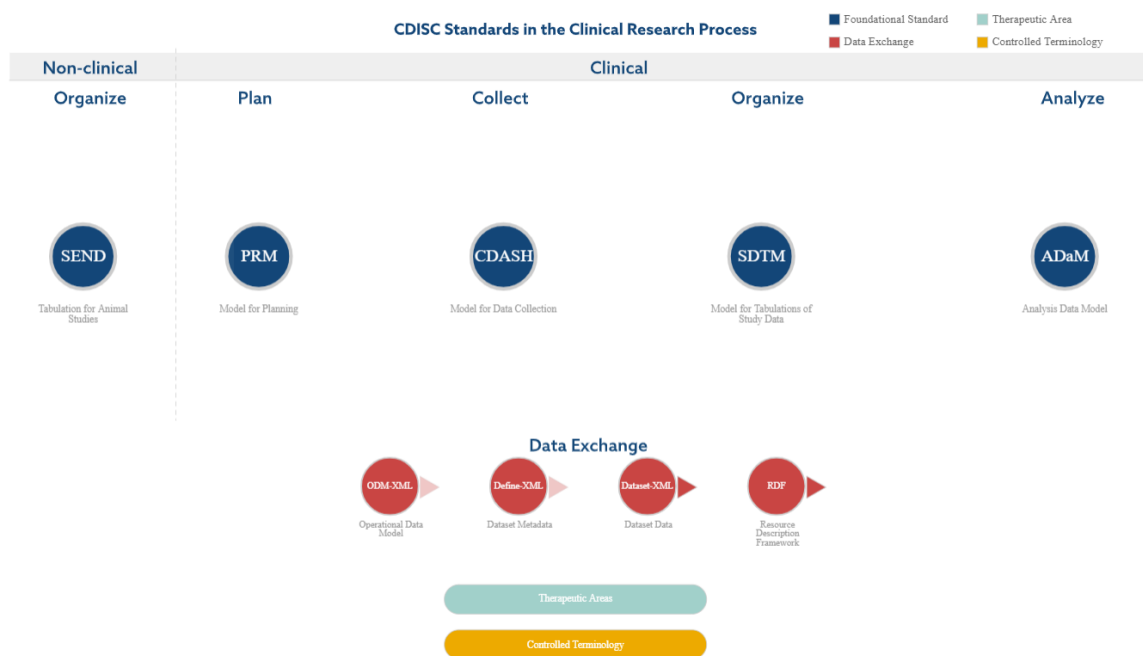 CDISC Standards in the Clinical Research Process
Foundational Standard
Therapeutic Area
Data Exchange
Controlled Terminology
Non-clinical
Clinical
Organize
Plan
Collect
Organize
Analyze
SEND
PRM
CDASH
SDTM
ADaM
Tabulation for Animal
Studies
Model for Planning
Model for Data Collection
Model for Tabulations of
Study Data
Analysis Data Model
Data Exchange
ODM-XML
Define-XML
Dataset-XML
RDF
Operational Data
Model
Dataset Metadata
Dataset Data
Resource
Description
Framework
Therapeutic Areas
Controlled Terminology